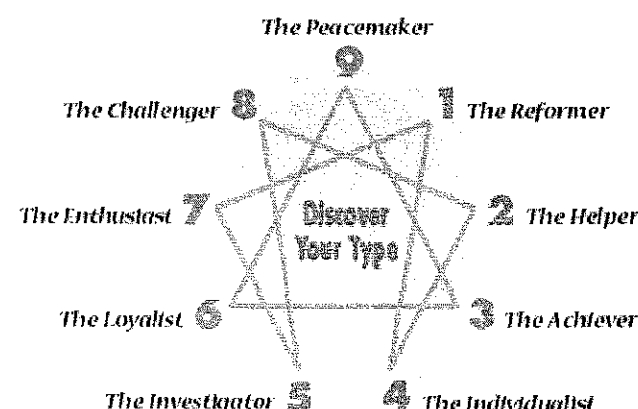 The Peacemaker
9
The Challenger 8
1 The Reformer
The Enthusiast 7
Discover
Your Type
2 The Helper
The Loyalist 6
3 The Achiever
The Investigator 5
4 The Individualist